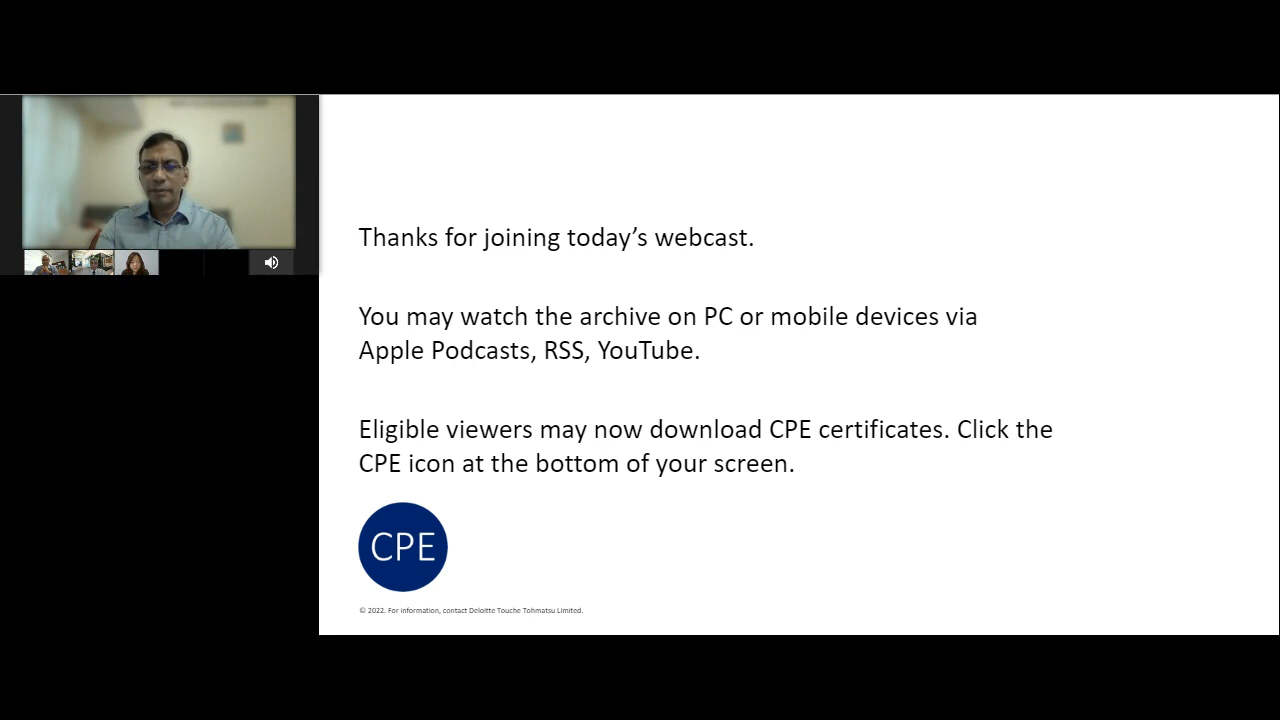 Thanks for joining today’s webcast.
You may watch the archive on PC or mobile devices via
Apple Podcasts, RSS, YouTube.
Eligible viewers may now download CPE certificates. Click the
CPE icon at the bottom of your screen.
CPE
© 2022. For information, contact Deloitte Touche Tohmatsu Limited.